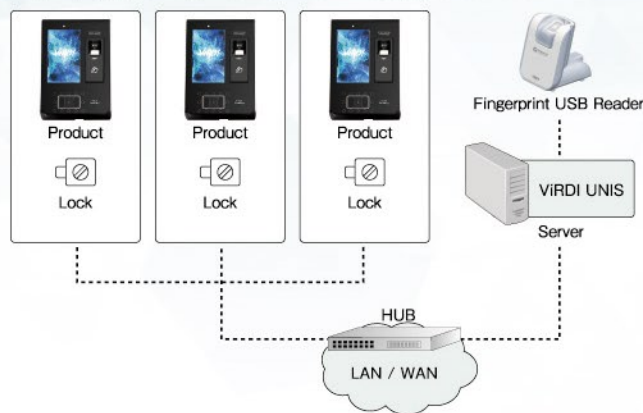 Product
Lock
Product
Lock
Product
Lock
Fingerprint USB Reader
ViRDI UNIS
Server
HUB
LAN / WAN